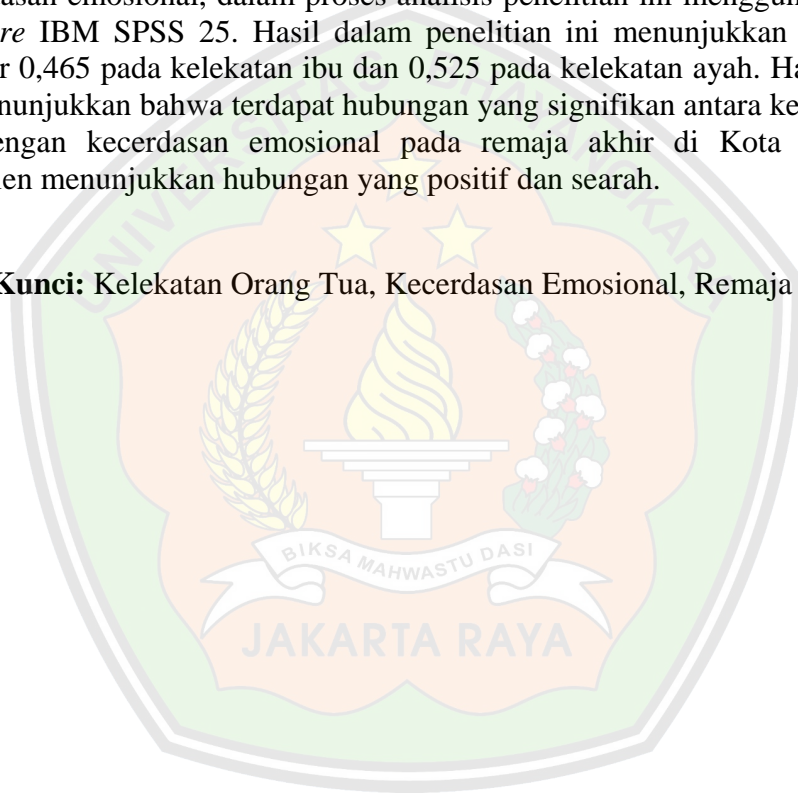 asan emosional, dalam proses analisis penelitian ini menggun
re IBM SPSS 25. Hasil dalam penelitian ini menunjukkan
r 0,465 pada kelekatan ibu dan 0,525 pada kelekatan ayah. Ha
nunjukkan bahwa terdapat hubungan yang signifikan antara ke
engan kecerdasan emosional pada remaja akhir di Kota
en menunjukkan hubungan yang positif dan searah.
Kunci: Kelekatan Orang Tua, Kecerdasan Emosional, Remaja
UNIVERSITAS BHAYANGKARA
BIKSA MAHWASTU DASI
JAKARTA RAYA